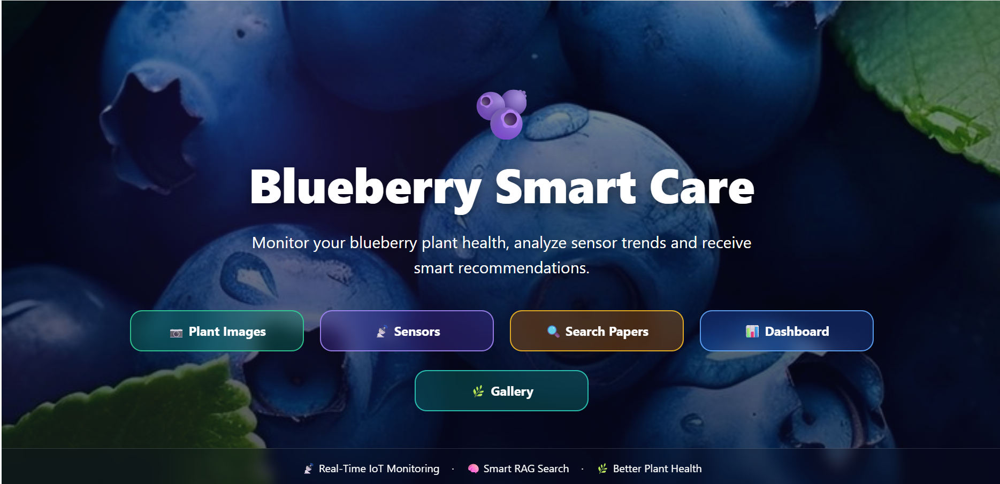 Blueberry Smart Care
Monitor your blueberry plant health, analyze sensor trends and receive
smart recommendations.
Plant Images
Sensors
Search Papers
Dashboard
Gallery
Real-Time IoT Monitoring · Smart RAG Search · Better Plant Health